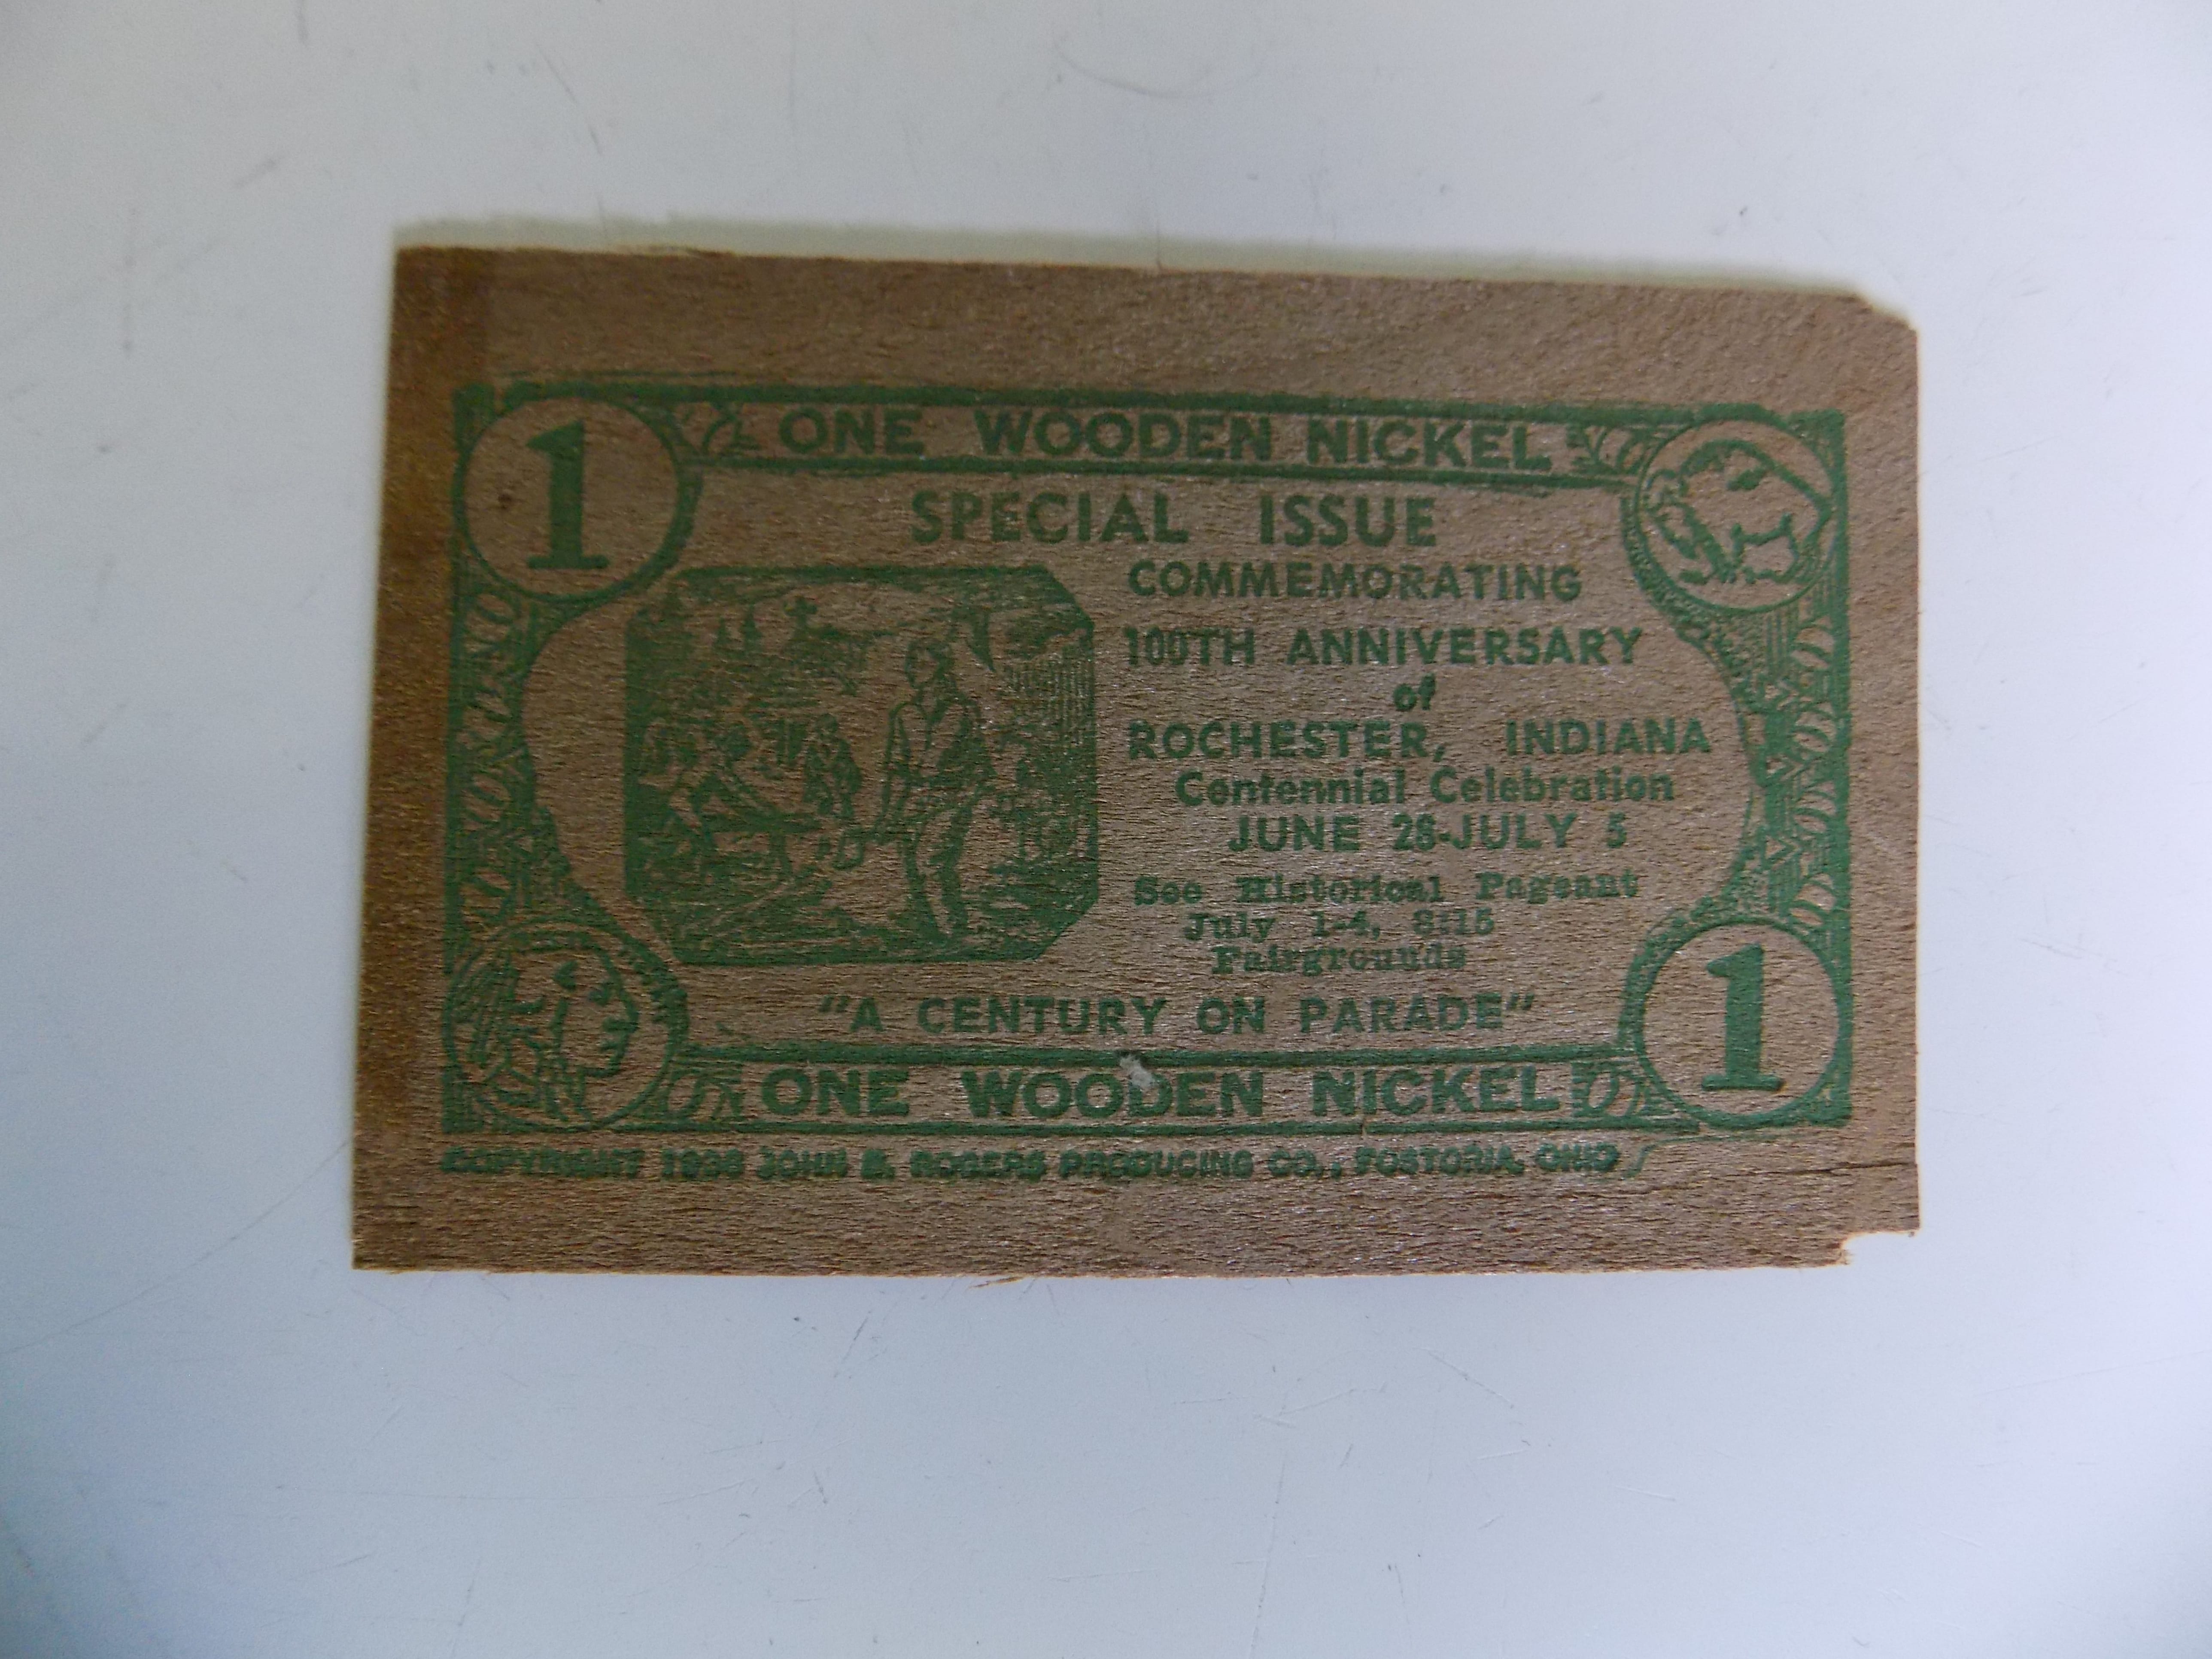 1
ONE WOODEN NICKEL
SPECIAL ISSUE
COMMEMORATING
100TH ANNIVERSARY
of
ROCHESTER, INDIANA
Centennial Celebration
JUNE 28-JULY 5
See Historical Pageant
July 1-4, 8:15
Fairgrounds
"A CENTURY ON PARADE"
1
ONE WOODEN NICKEL
COPYRIGHT JOHN B. ROGERS PRODUCING CO., FOSTORIA, OHIO